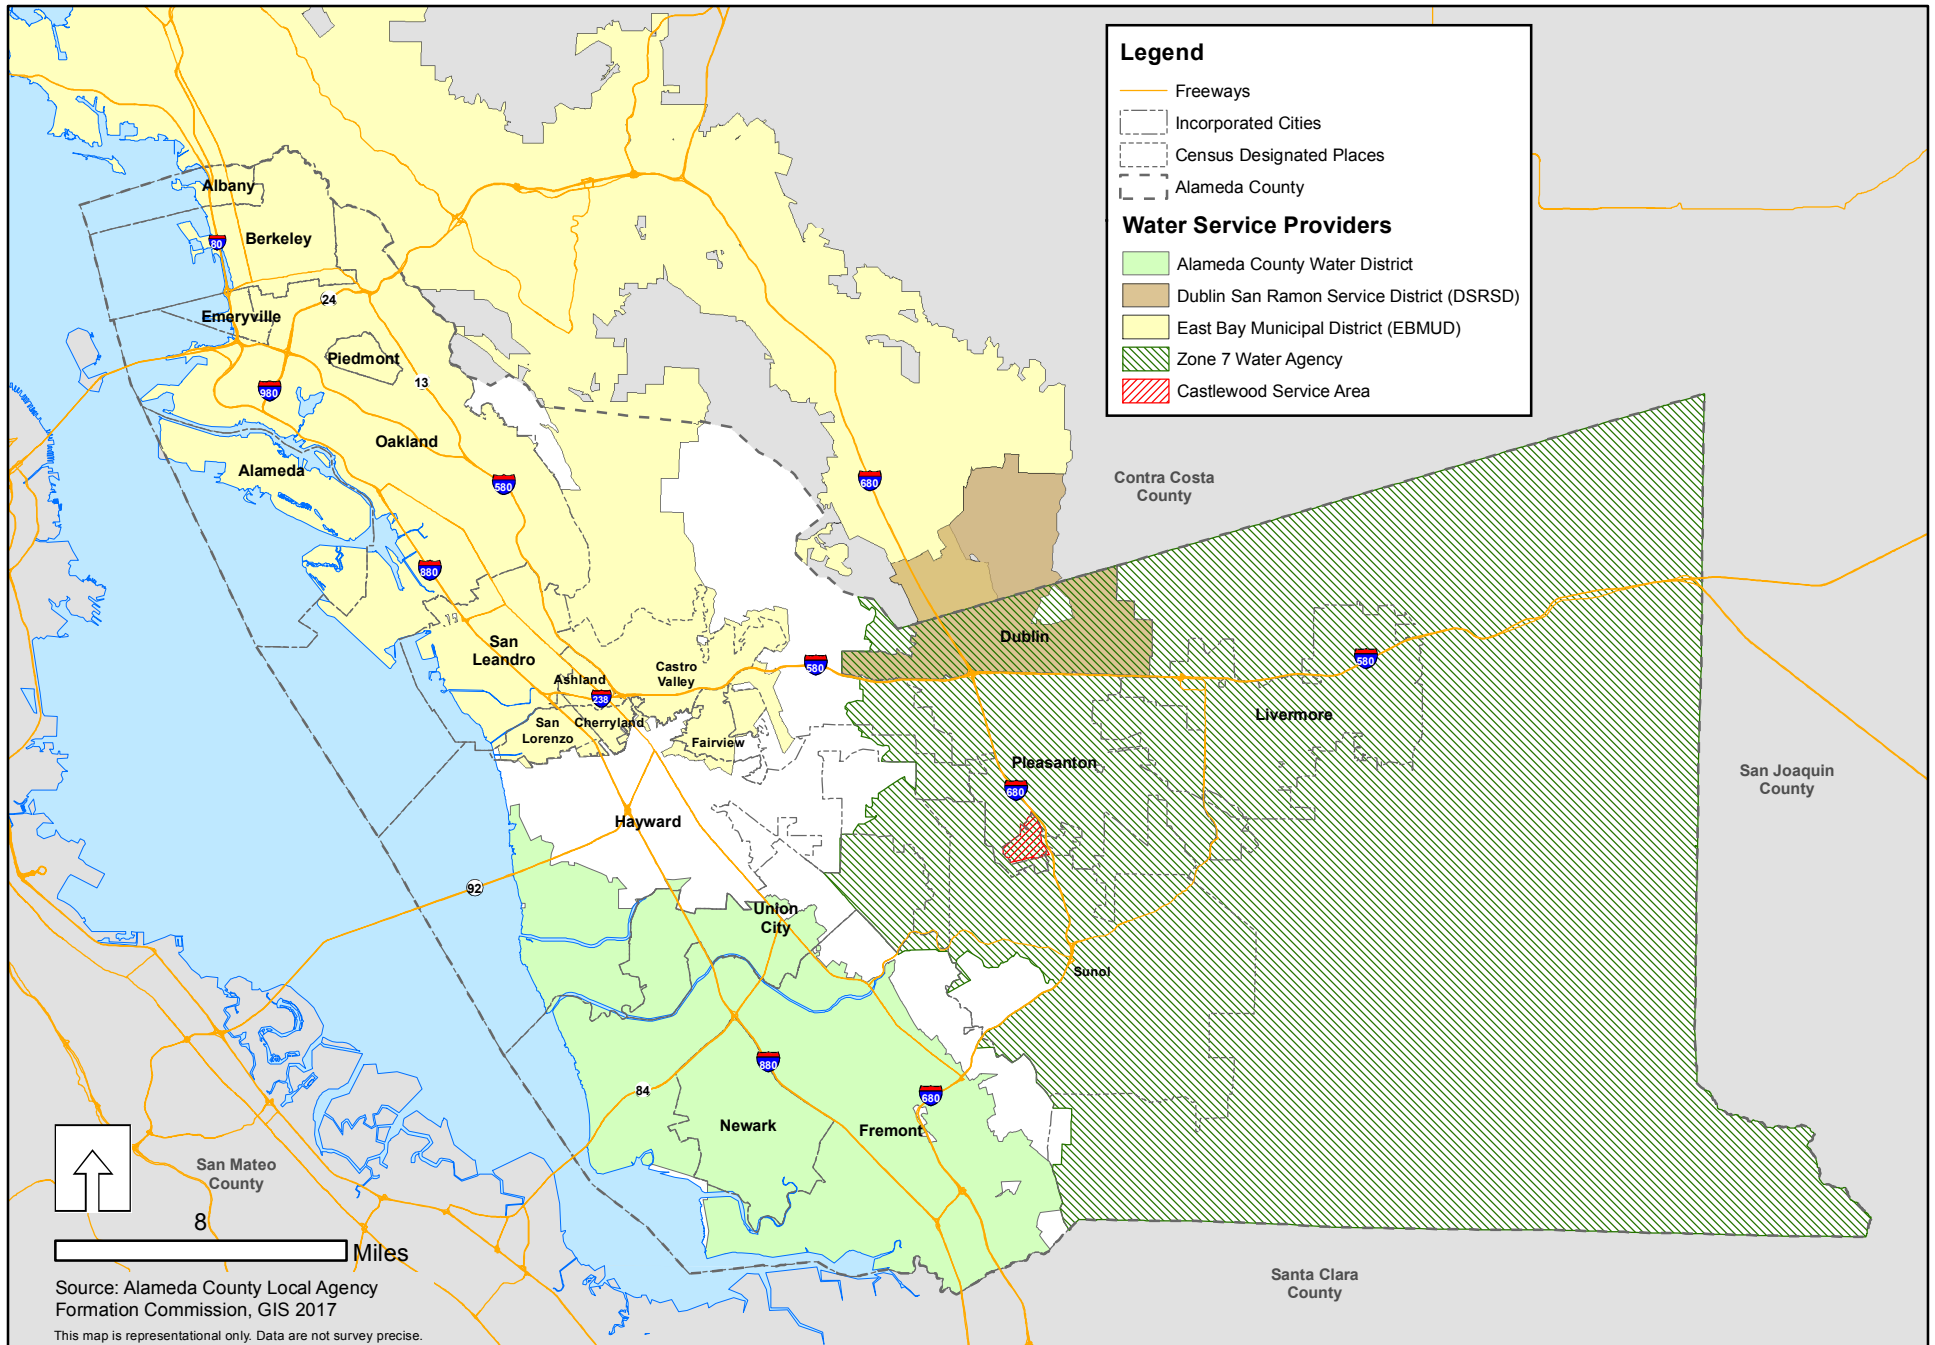 Legend
Freeways
Incorporated Cities
Census Designated Places
Alameda County
Water Service Providers
Alameda County Water District
Dublin San Ramon Service District (DSRSD)
East Bay Municipal District (EBMUD)
Zone 7 Water Agency
Castlewood Service Area
Albany
80
Berkeley
24
Emeryville
Piedmont
13
980
Oakland
Alameda
580
680
Contra Costa
County
880
Dublin
San
Leandro
Castro
Valley
580
580
Ashland
238
San
Lorenzo
Cherryland
Fairview
Livermore
Pleasanton
680
San Joaquin
County
Hayward
92
Union
City
Sunol
880
84
680
Newark
Fremont
San Mateo
County
8
Miles
Santa Clara
County
Source: Alameda County Local Agency
Formation Commission, GIS 2017
This map is representational only. Data are not survey precise.